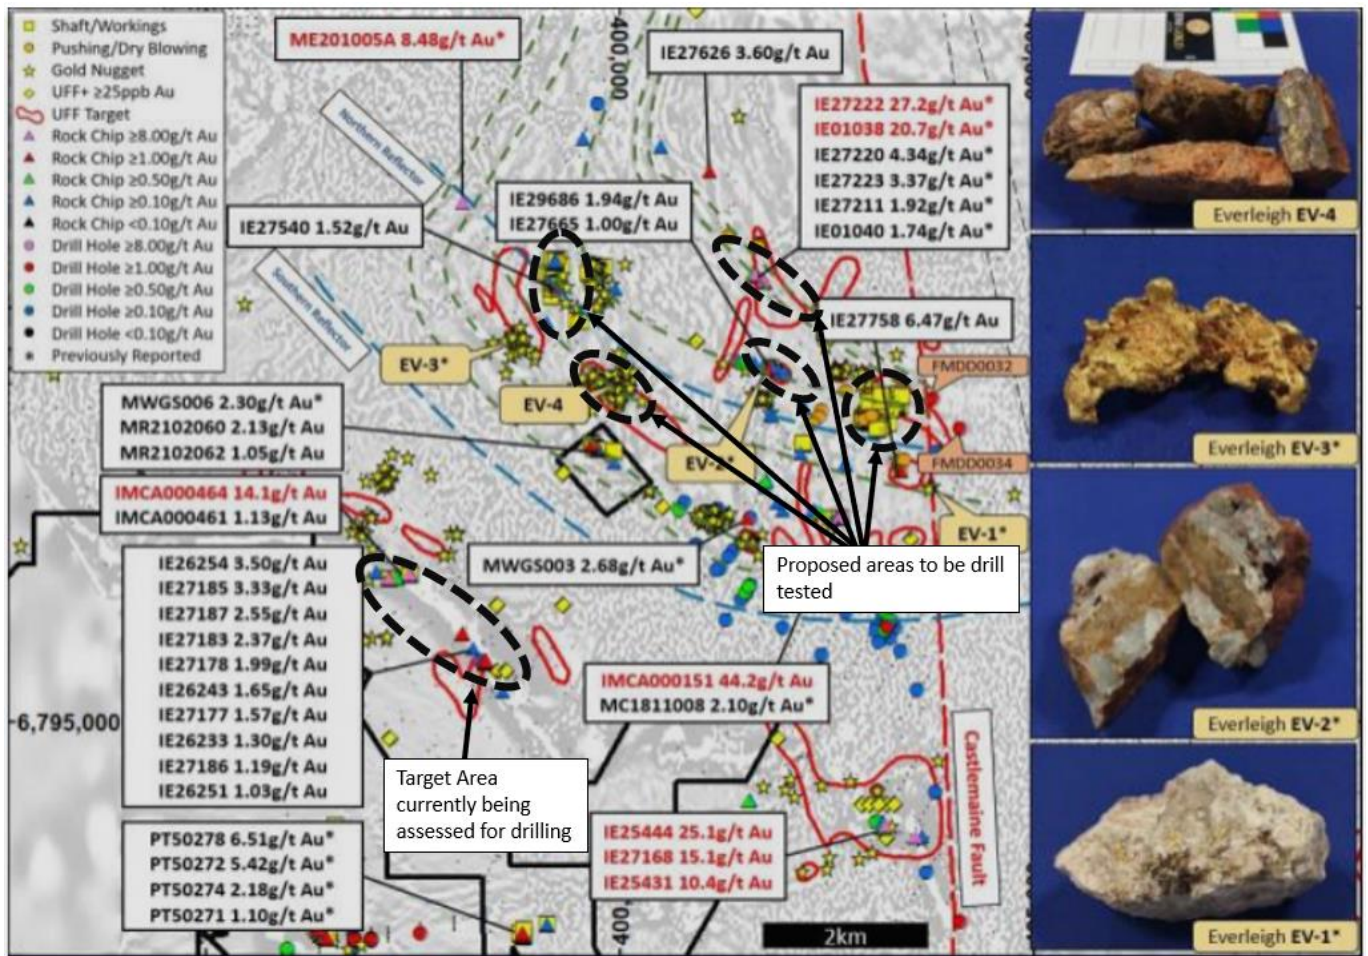 Shaft/Workings
Pushing/Dry Blowing
Gold Nugget
UFF+ ≥25ppb Au
UFF Target
Rock Chip ≥8.00g/t Au
Rock Chip ≥1.00g/t Au
Rock Chip ≥0.50g/t Au
Rock Chip ≥0.10g/t Au
Rock Chip <0.10g/t Au
Drill Hole ≥8.00g/t Au
Drill Hole ≥1.00g/t Au
Drill Hole ≥0.50g/t Au
Drill Hole ≥0.10g/t Au
Drill Hole <0.10g/t Au
* Previously Reported
ME201005A 8.48g/t Au*
400,000
IE27626 3.60g/t Au
IE27222 27.2g/t Au*
IE01038 20.7g/t Au*
IE27220 4.34g/t Au
IE27223 3.37g/t Au
IE27211 1.92g/t Au
IE01040 1.74g/t Au*
Northern Reflector
IE29686 1.94g/t Au
IE27665 1.00g/t Au
IE27540 1.52g/t Au
Southern Reflector
IE27758 6.47g/t Au
EV-3*
EV-4
EV-2*
EV-1*
FMDD0032
FMDD0034
MWGS006 2.30g/t Au*
MR2102060 2.13g/t Au
MR2102062 1.05g/t Au
IMCA000464 14.1g/t Au
IMCA000461 1.13g/t Au
MWGS003 2.68g/t Au*
Proposed areas to be drill
tested
IE26254 3.50g/t Au
IE27185 3.33g/t Au
IE27187 2.55g/t Au
IE27183 2.37g/t Au
IE27178 1.99g/t Au
IE26243 1.65g/t Au
IE27177 1.57g/t Au
IE26233 1.30g/t Au
IE27186 1.19g/t Au
IE26251 1.03g/t Au
IMCA000151 44.2g/t Au
MC1811008 2.10g/t Au*
6,795,000
Target Area
currently being
assessed for drilling
Castlemaine Fault
IE25444 25.1g/t Au
IE27168 15.1g/t Au
IE25431 10.4g/t Au
PT50278 6.51g/t Au*
PT50272 5.42g/t Au*
PT50274 2.18g/t Au*
PT50271 1.10g/t Au*
400,
2km
Everleigh EV-4
Everleigh EV-3*
Everleigh EV-2*
Everleigh EV-1*